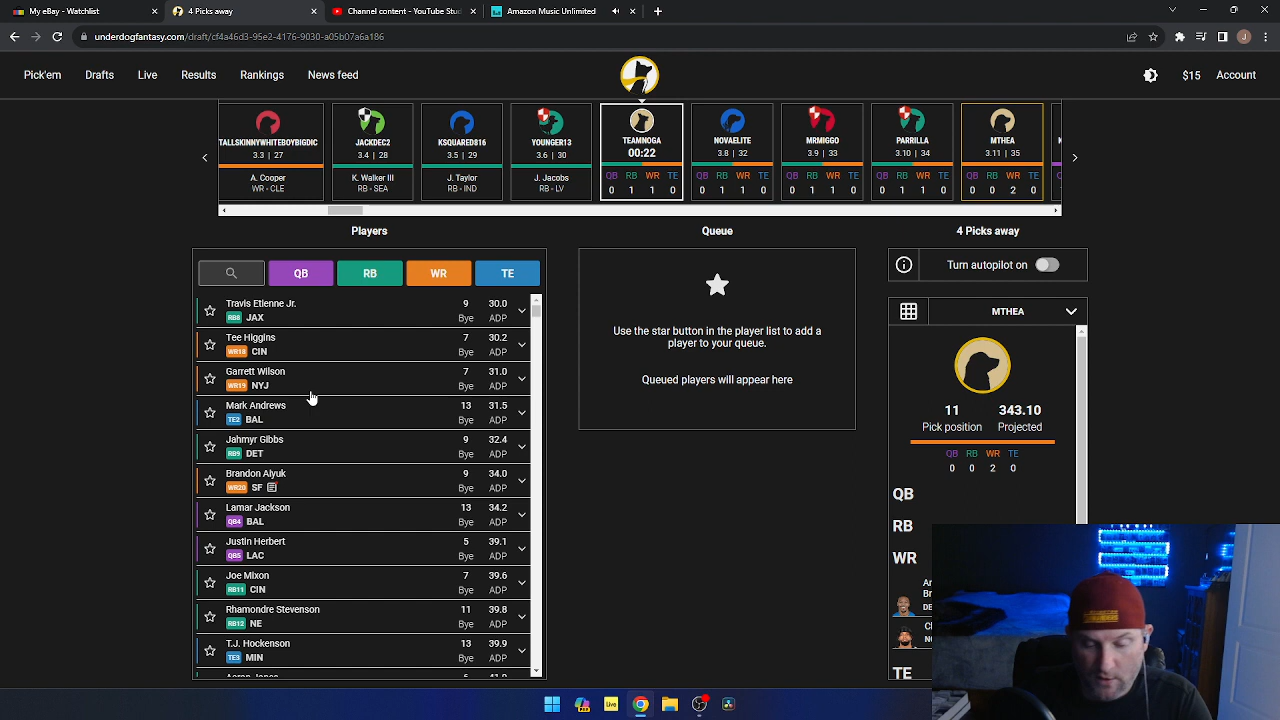 My eBay - Watchlist
4 Picks away
Channel content - YouTube Stud
Amazon Music Unlimited
underdogfantasy.com/draft/cf4a46d3-95e2-4176-9030-a05b07a6a186
J
Pick'em Drafts Live Results Rankings News feed
$15 Account
TALLSKINNYWHITEBOYBIGDIC
3.3 | 27
A. Cooper
WR - CLE
JACKDEC2
3.4 | 28
K. Walker III
RB - SEA
KSQUARED816
3.5 | 29
J. Taylor
RB - IND
YOUNGER13
3.6 | 30
J. Jacobs
RB - LV
TEAMNOGA
00:22
QB RB WR TE
0 1 1 0
NOVAELITE
3.8 | 32
QB RB WR TE
0 1 1 0
MRMIGGO
3.9 | 33
QB RB WR TE
0 1 1 0
PARRILLA
3.10 | 34
QB RB WR TE
0 1 1 0
MTHEA
3.11 | 35
QB RB WR TE
0 0 2 0
Players
QB RB WR TE
Travis Etienne Jr. 9 30.0
RB8 JAX Bye ADP
Tee Higgins 7 30.2
WR18 CIN Bye ADP
Garrett Wilson 7 31.0
WR19 NYJ Bye ADP
Mark Andrews 13 31.5
TE2 BAL Bye ADP
Jahmyr Gibbs 9 32.4
RB9 DET Bye ADP
Brandon Aiyuk 9 34.0
WR20 SF Bye ADP
Lamar Jackson 13 34.2
QB4 BAL Bye ADP
Justin Herbert 5 39.1
QB5 LAC Bye ADP
Joe Mixon 7 39.6
RB11 CIN Bye ADP
Rhamondre Stevenson 11 39.8
RB12 NE Bye ADP
T.J. Hockenson 13 39.9
TE3 MIN Bye ADP
Queue
Use the star button in the player list to add a
player to your queue.
Queued players will appear here
4 Picks away
Turn autopilot on
MTHEA
11 343.10
Pick position Projected
QB RB WR TE
0 0 2 0
QB
RB
WR
TE